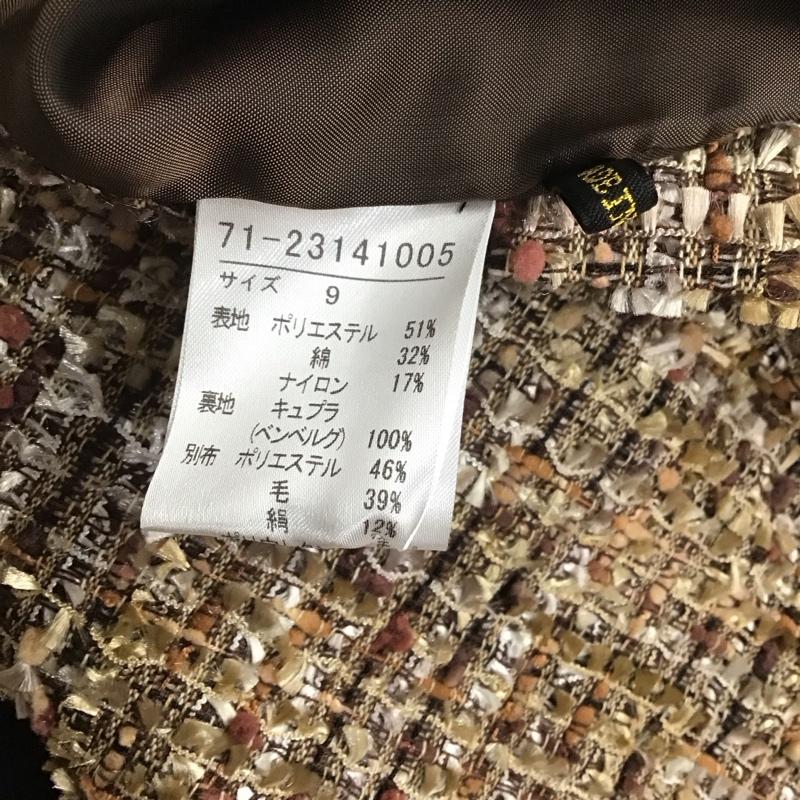 71-23141005
サイズ 9
表地 ポリエステル 51%
綿 32%
ナイロン 17%
裏地 キュプラ
(ベンベルグ) 100%
別布 ポリエステル 46%
毛 39%
絹 12%